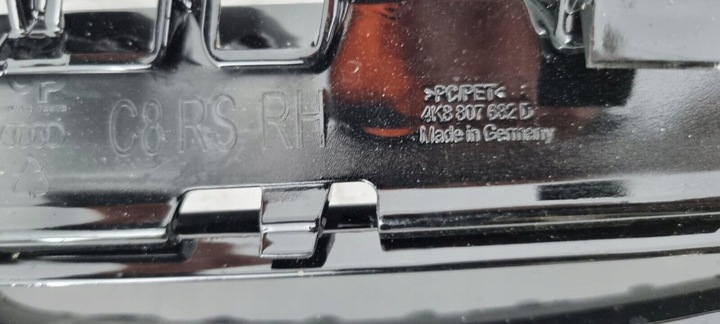 C8 RS-RH
>PC/PET<
4K8 807 682 D
Made in Germany